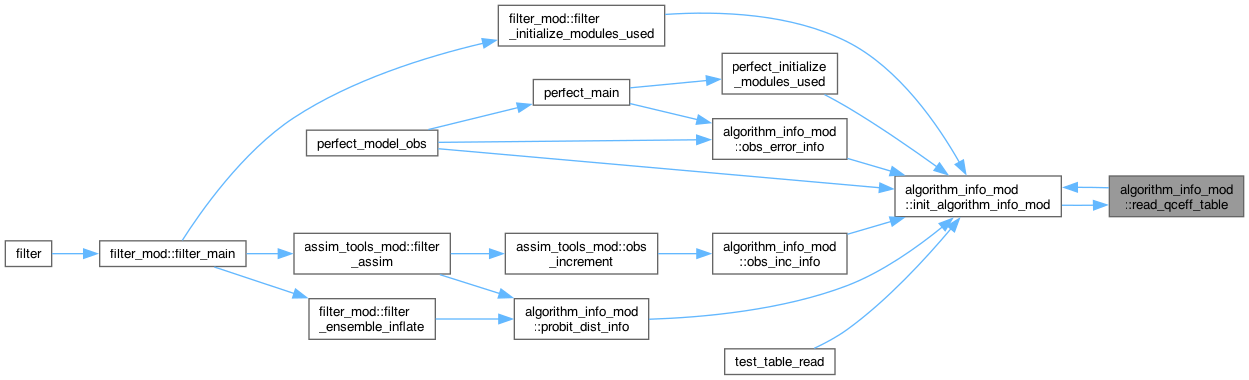 filter_mod::filter
_initialize_modules_used
perfect_initialize
_modules_used
perfect_main
algorithm_info_mod
::obs_error_info
perfect_model_obs
algorithm_info_mod
::init_algorithm_info_mod
algorithm_info_mod
::read_qceff_table
filter
filter_mod::filter_main
assim_tools_mod::filter
_assim
assim_tools_mod::obs
_increment
algorithm_info_mod
::obs_inc_info
filter_mod::filter
_ensemble_inflate
algorithm_info_mod
::probit_dist_info
test_table_read